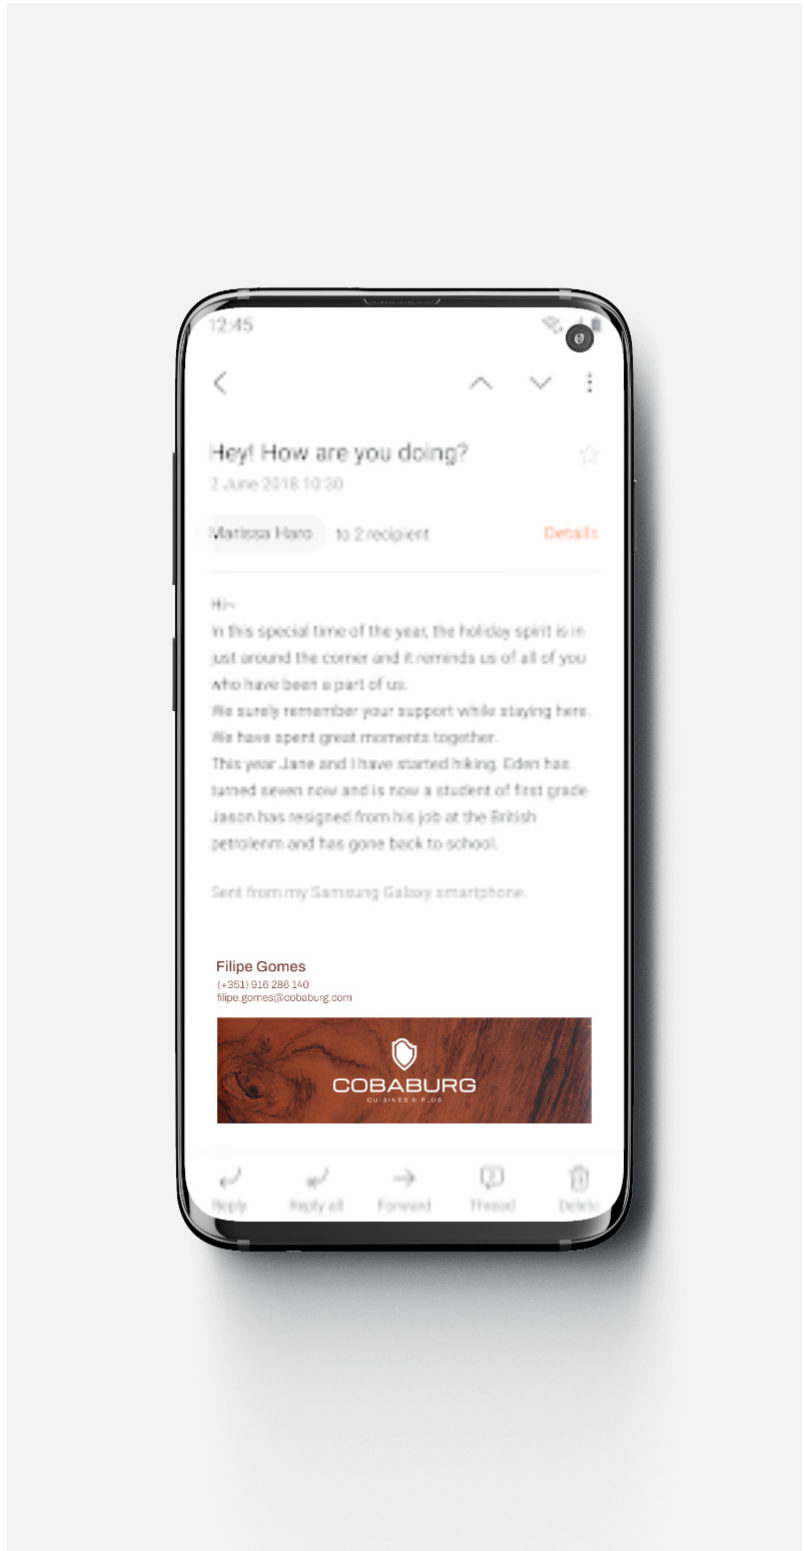 12:45
Hey! How are you doing?
2 June 2018 10:30
Marissa Haro to 2 recipient Details
Hi~
In this special time of the year, the holiday spirit is in
just around the corner and it reminds us of all of you
who have been a part of us.
We surely remember your support while staying here.
We have spent great moments together.
This year Jane and I have started hiking. Eden has
turned seven now and is now a student of first grade
Jason has resigned from his job at the British
petrolenm and has gone back to school.
Sent from my Samsung Galaxy smartphone.
Filipe Gomes
(+351) 916 286 140
filipe.gomes@cobaburg.com
COBABURG
CUISINES & PLUS
Reply Reply all Forward Thread Delete